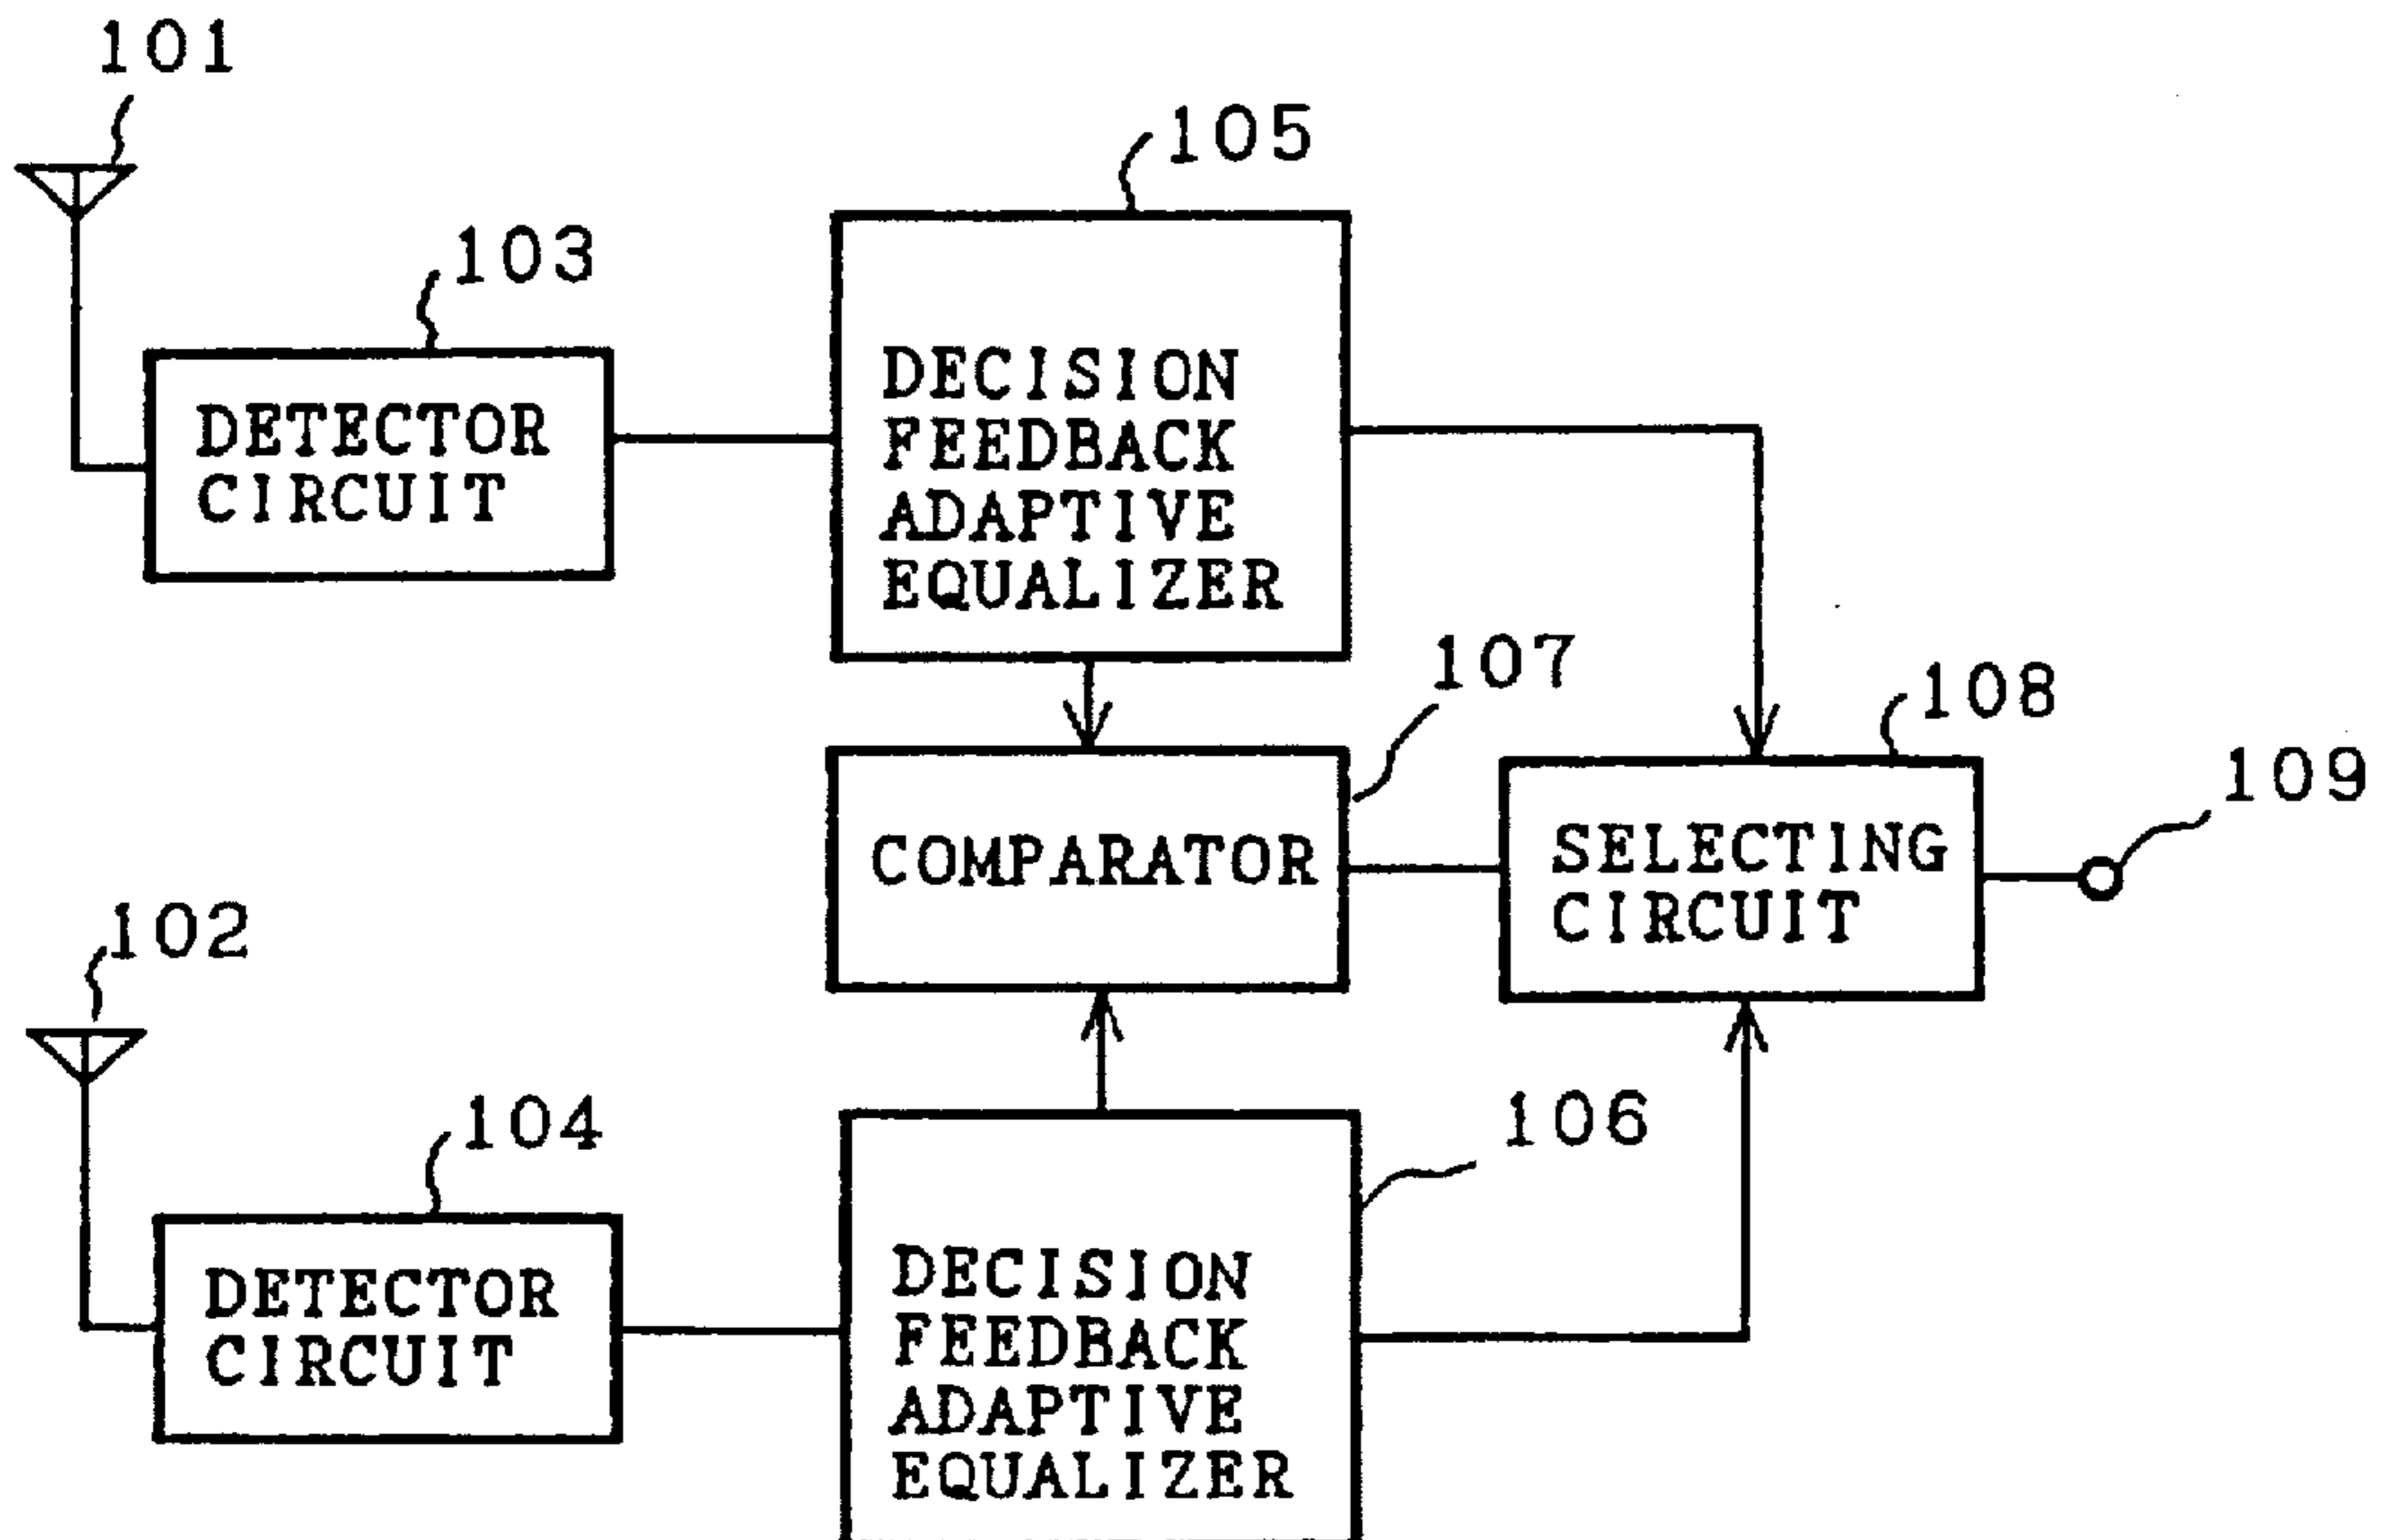 101
105
103
DECISION
FEEDBACK
ADAPTIVE
EQUALIZER
DETECTOR
CIRCUIT
107
108
109
COMPARATOR
SELECTING
CIRCUIT
102
104
106
DETECTOR
CIRCUIT
DECISION
FEEDBACK
ADAPTIVE
EQUALIZER